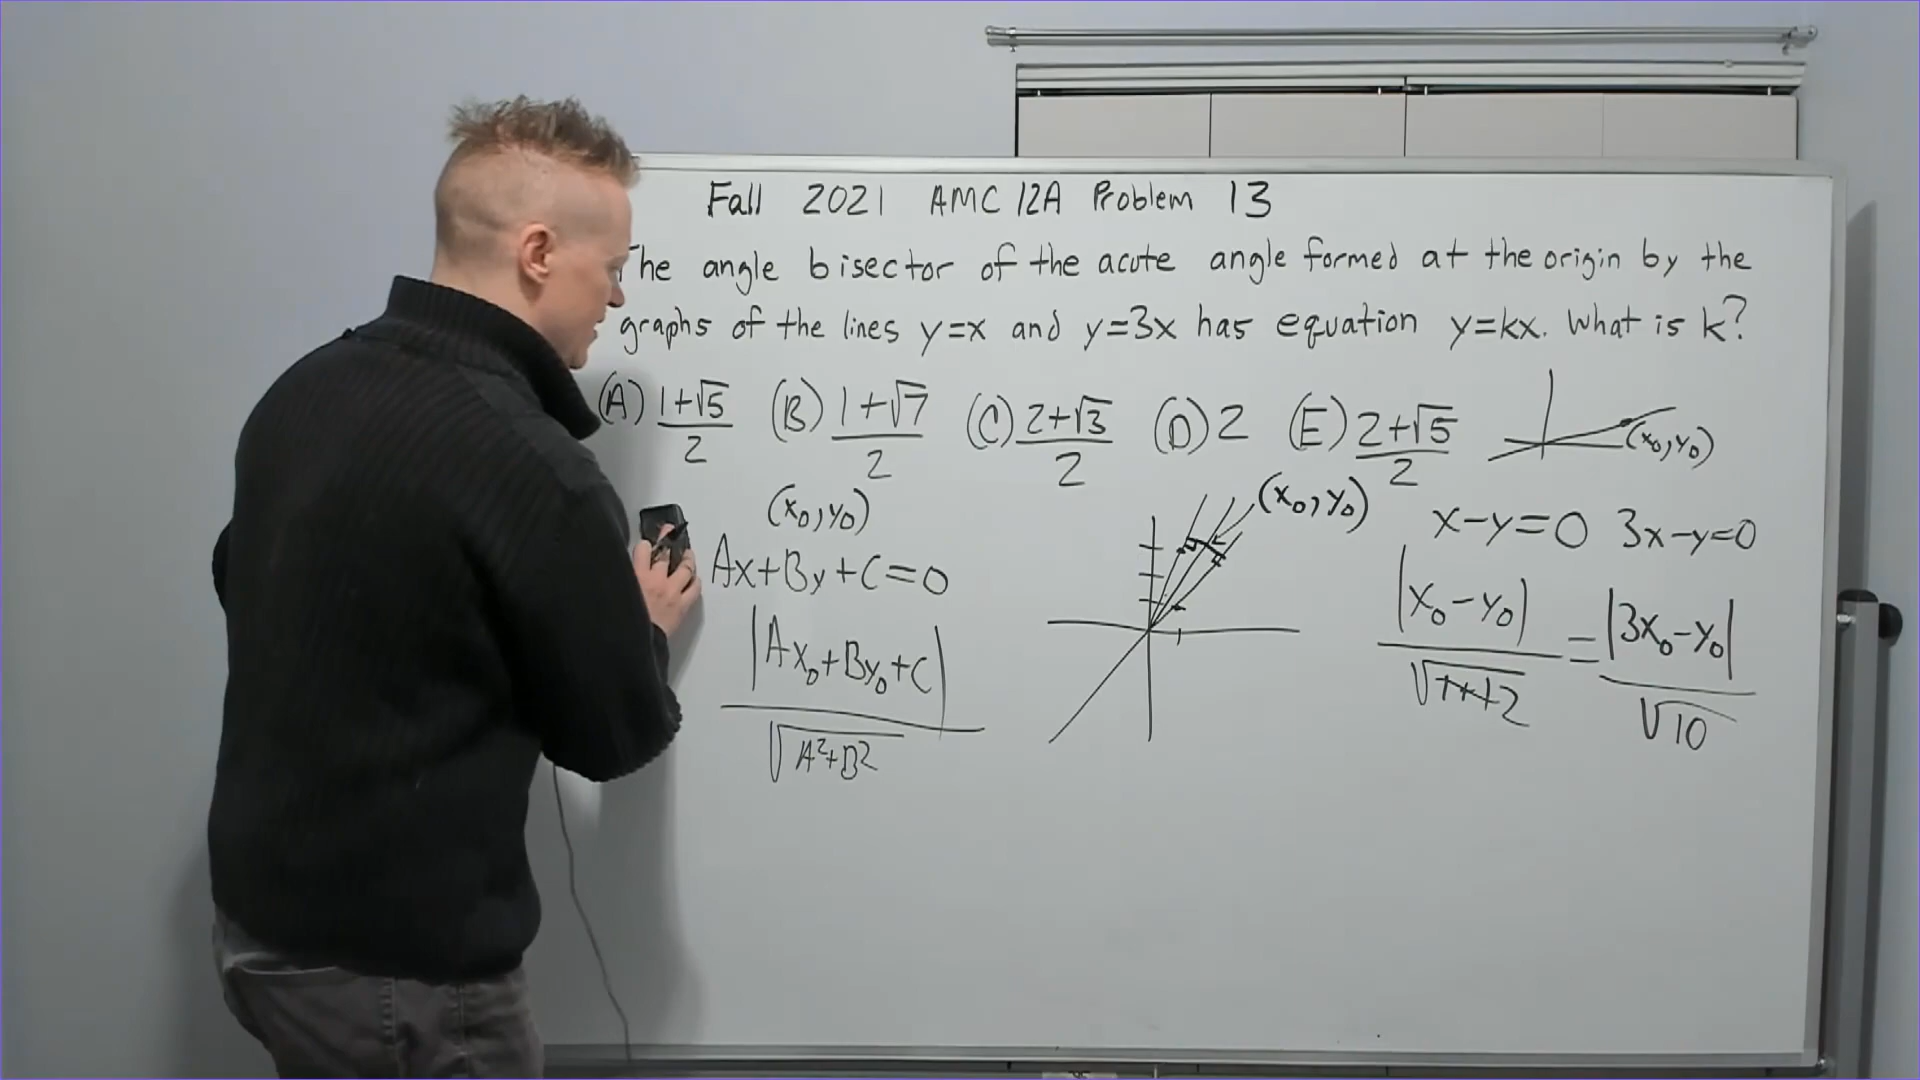 Fall 2021 AMC 12A Problem 13
The angle bisector of the acute angle formed at the origin by the
graphs of the lines y=x and y=3x has equation y=kx. What is k?
(A) 1+√5/2 (B) 1+√7/2 (C) 2+√3/2 (D) 2 (E) 2+√5/2
(x₀,y₀)
(x₀,y₀)
Ax+By+C=0
|Ax₀+By₀+C|
√A²+B²
(x₀,y₀)
x-y=0 3x-y=0
|x₀-y₀|/√2 = |3x₀-y₀|/√10